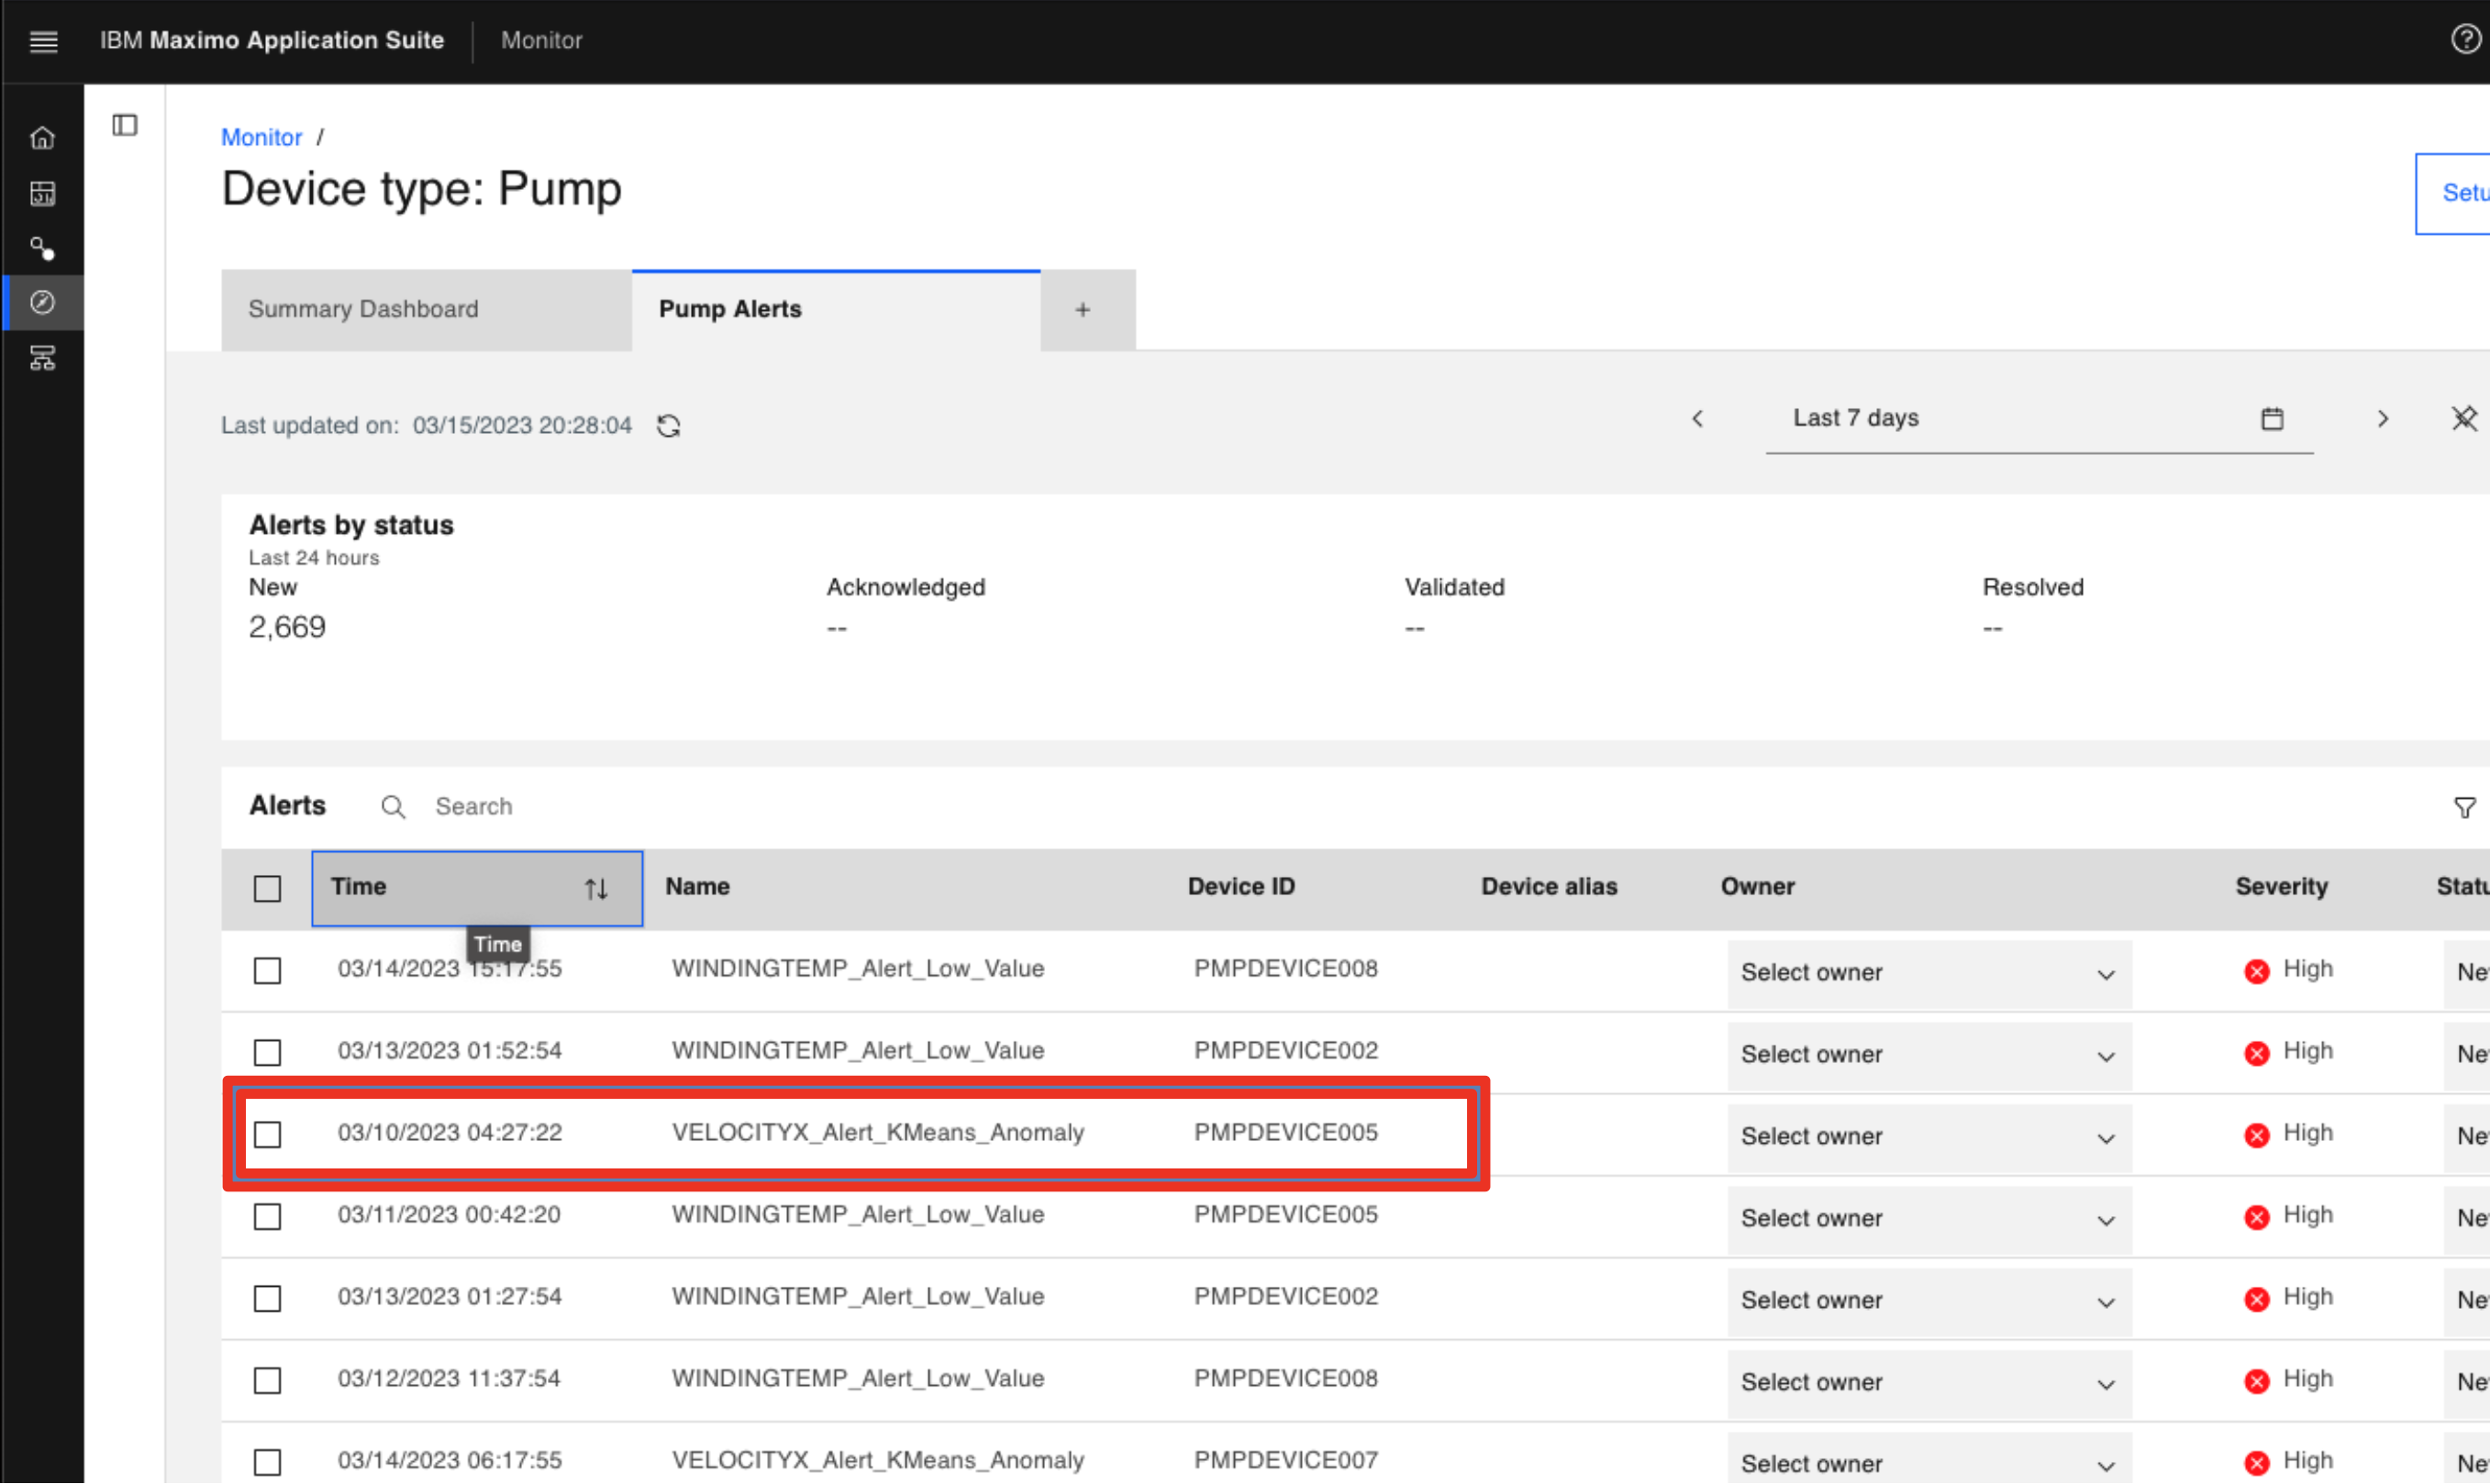 IBM Maximo Application Suite Monitor
Monitor /
Device type: Pump
Setu
Summary Dashboard Pump Alerts +
Last updated on: 03/15/2023 20:28:04 Last 7 days
Alerts by status
Last 24 hours
New Acknowledged Validated Resolved
2,669 -- -- --
Alerts Search
Time Name Device ID Device alias Owner Severity Statu
Time
03/14/2023 15:17:55 WINDINGTEMP_Alert_Low_Value PMPDEVICE008 Select owner High Ne
03/13/2023 01:52:54 WINDINGTEMP_Alert_Low_Value PMPDEVICE002 Select owner High Ne
03/10/2023 04:27:22 VELOCITYX_Alert_KMeans_Anomaly PMPDEVICE005 Select owner High Ne
03/11/2023 00:42:20 WINDINGTEMP_Alert_Low_Value PMPDEVICE005 Select owner High Ne
03/13/2023 01:27:54 WINDINGTEMP_Alert_Low_Value PMPDEVICE002 Select owner High Ne
03/12/2023 11:37:54 WINDINGTEMP_Alert_Low_Value PMPDEVICE008 Select owner High Ne
03/14/2023 06:17:55 VELOCITYX_Alert_KMeans_Anomaly PMPDEVICE007 Select owner High Ne